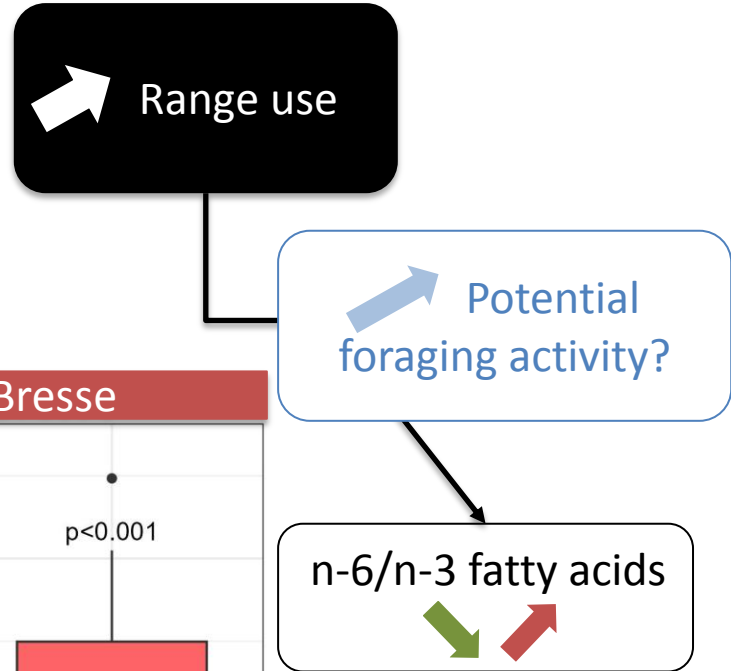 Range use
Potential
foraging activity?
Bresse
p<0.001
n-6/n-3 fatty acids